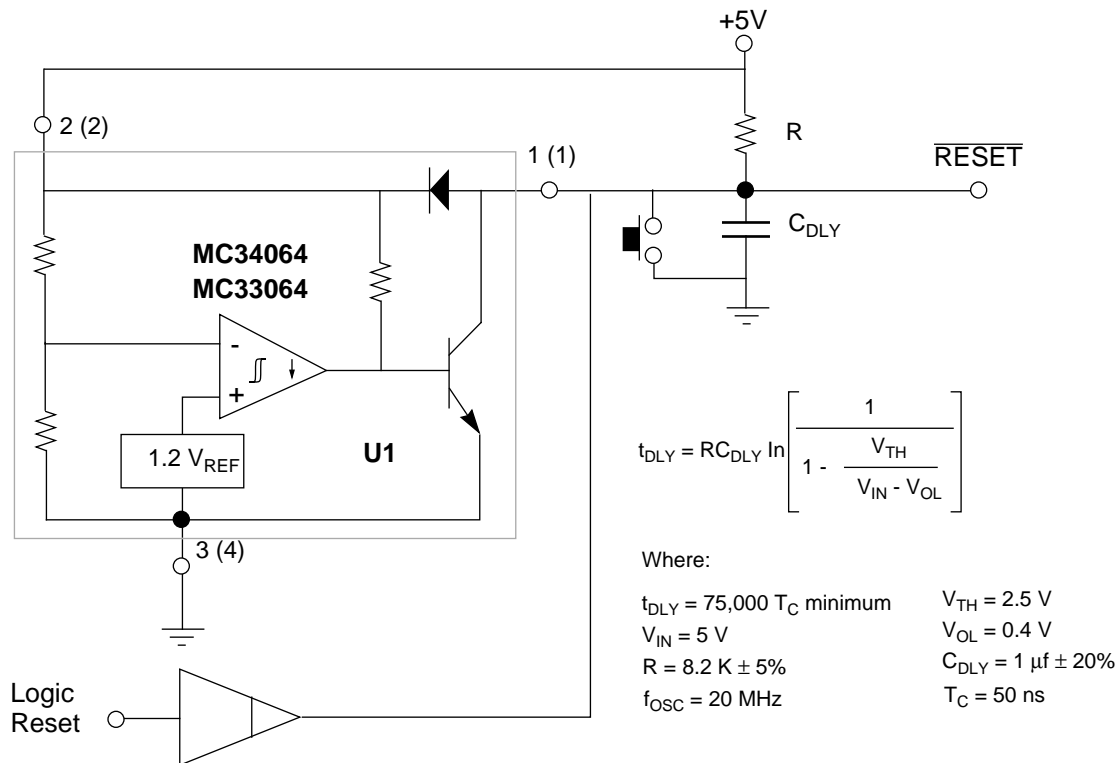 +5V
2 (2)
1 (1)
R
RESET
C_DLY
MC34064
MC33064
-
+
1.2 V_REF
U1
3 (4)
t_DLY = RC_DLY In [ 1 / ( 1 - V_TH / ( V_IN - V_OL ) ) ]
Where:
t_DLY = 75,000 T_C minimum
V_IN = 5 V
R = 8.2 K ± 5%
f_OSC = 20 MHz
V_TH = 2.5 V
V_OL = 0.4 V
C_DLY = 1 µf ± 20%
T_C = 50 ns
Logic
Reset